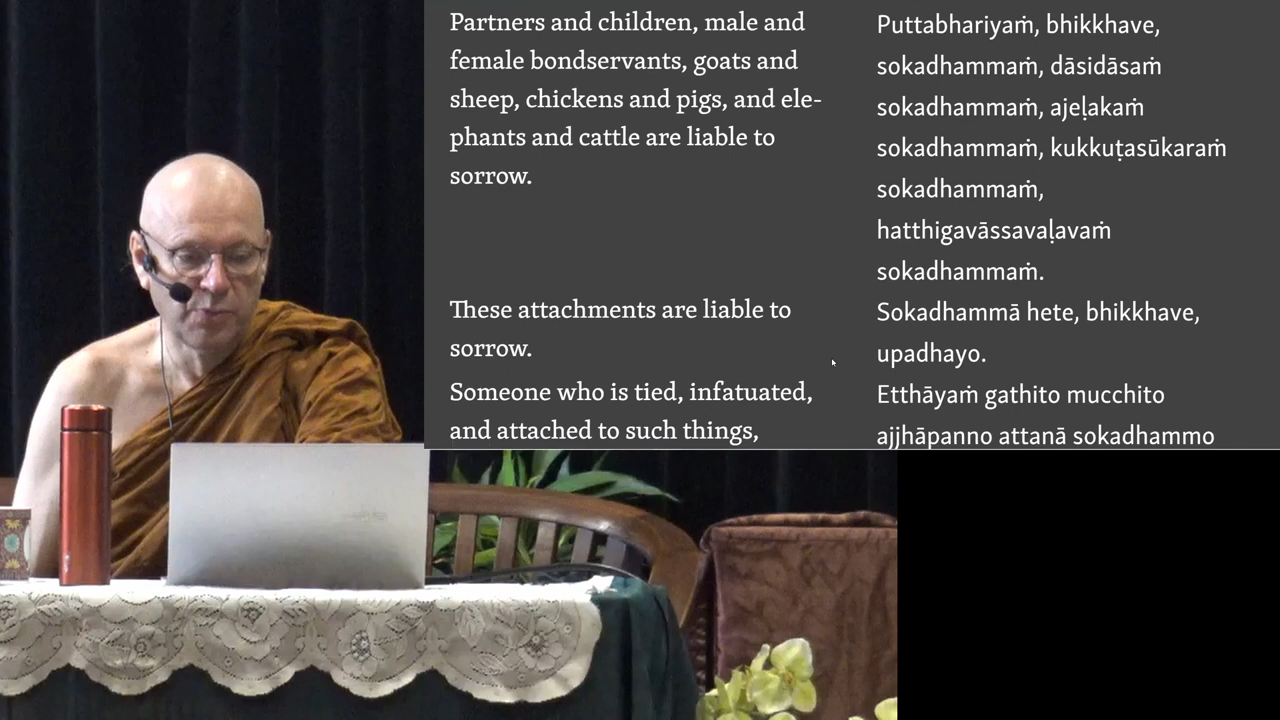 Partners and children, male and
female bondservants, goats and
sheep, chickens and pigs, and ele-
phants and cattle are liable to
sorrow.
These attachments are liable to
sorrow.
Someone who is tied, infatuated,
and attached to such things,
Puttabhariyaṁ, bhikkhave,
sokadhammaṁ, dāsidāsaṁ
sokadhammaṁ, ajeḷakaṁ
sokadhammaṁ, kukkuṭasūkaraṁ
sokadhammaṁ,
hatthigavāssavaḷavaṁ
sokadhammaṁ.
Sokadhammā hete, bhikkhave,
upadhayo.
Etthāyaṁ gathito mucchito
ajjhāpanno attanā sokadhammo